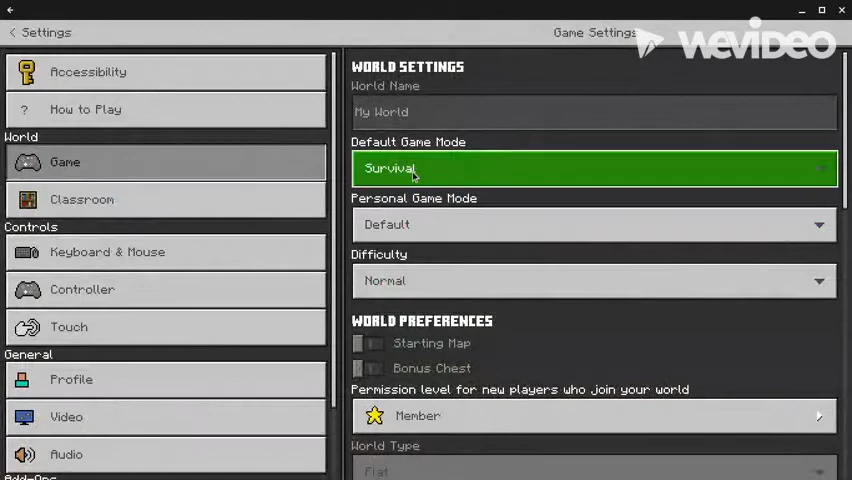 Settings
Game Settings
WEVIDEO
Accessibility
? How to Play
World
Game
Classroom
Controls
Keyboard & Mouse
Controller
Touch
General
Profile
Video
Audio
Add-Ons
WORLD SETTINGS
World Name
My World
Default Game Mode
Survival
Personal Game Mode
Default
Difficulty
Normal
WORLD PREFERENCES
Starting Map
Bonus Chest
Permission level for new players who join your world
Member
World Type
Flat